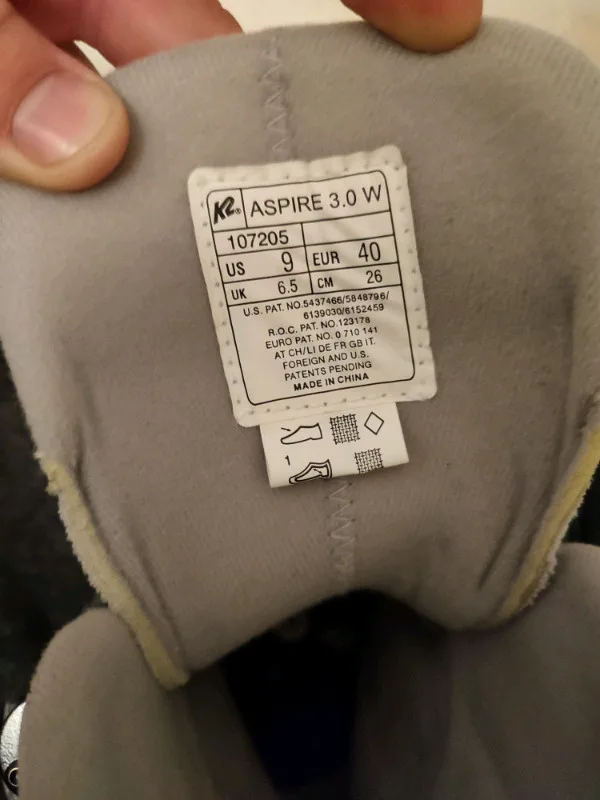 K2® ASPIRE 3.0 W
107205
US 9 EUR 40
UK 6.5 CM 26
U.S. PAT. NO.5437466/5848796/
6139030/6152459
R.O.C. PAT. NO.123178
EURO PAT. NO. 0 710 141
AT CH/LI DE FR GB IT.
FOREIGN AND U.S.
PATENTS PENDING
MADE IN CHINA
1